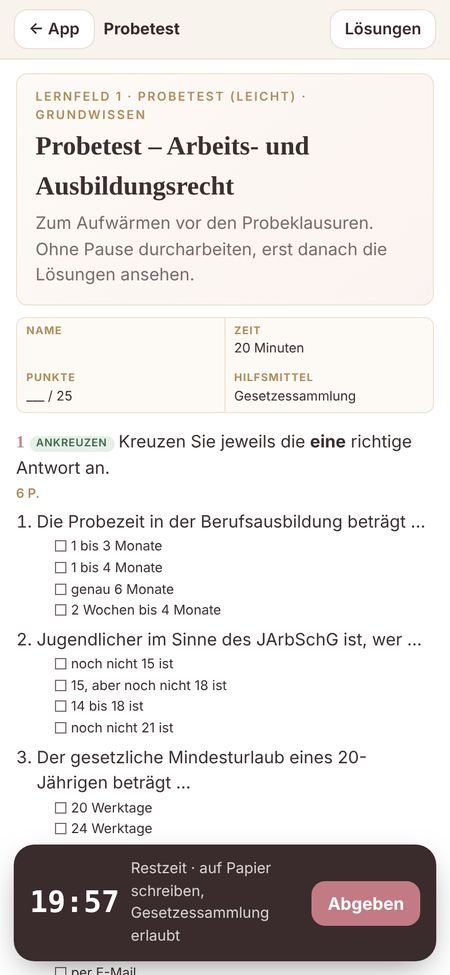 ← App
Probetest
Lösungen
LERNFELD 1 · PROBETEST (LEICHT) ·
GRUNDWISSEN
Probetest – Arbeits- und
Ausbildungsrecht
Zum Aufwärmen vor den Probeklausuren.
Ohne Pause durcharbeiten, erst danach die
Lösungen ansehen.
NAME
ZEIT
20 Minuten
PUNKTE
___ / 25
HILFSMITTEL
Gesetzessammlung
1 ANKREUZEN Kreuzen Sie jeweils die eine richtige
Antwort an.
6 P.
1. Die Probezeit in der Berufsausbildung beträgt ...
☐ 1 bis 3 Monate
☐ 1 bis 4 Monate
☐ genau 6 Monate
☐ 2 Wochen bis 4 Monate
2. Jugendlicher im Sinne des JArbSchG ist, wer ...
☐ noch nicht 15 ist
☐ 15, aber noch nicht 18 ist
☐ 14 bis 18 ist
☐ noch nicht 21 ist
3. Der gesetzliche Mindesturlaub eines 20-
Jährigen beträgt ...
☐ 20 Werktage
☐ 24 Werktage
19:57
Restzeit · auf Papier
schreiben,
Gesetzessammlung
erlaubt
Abgeben
☐ per E-Mail